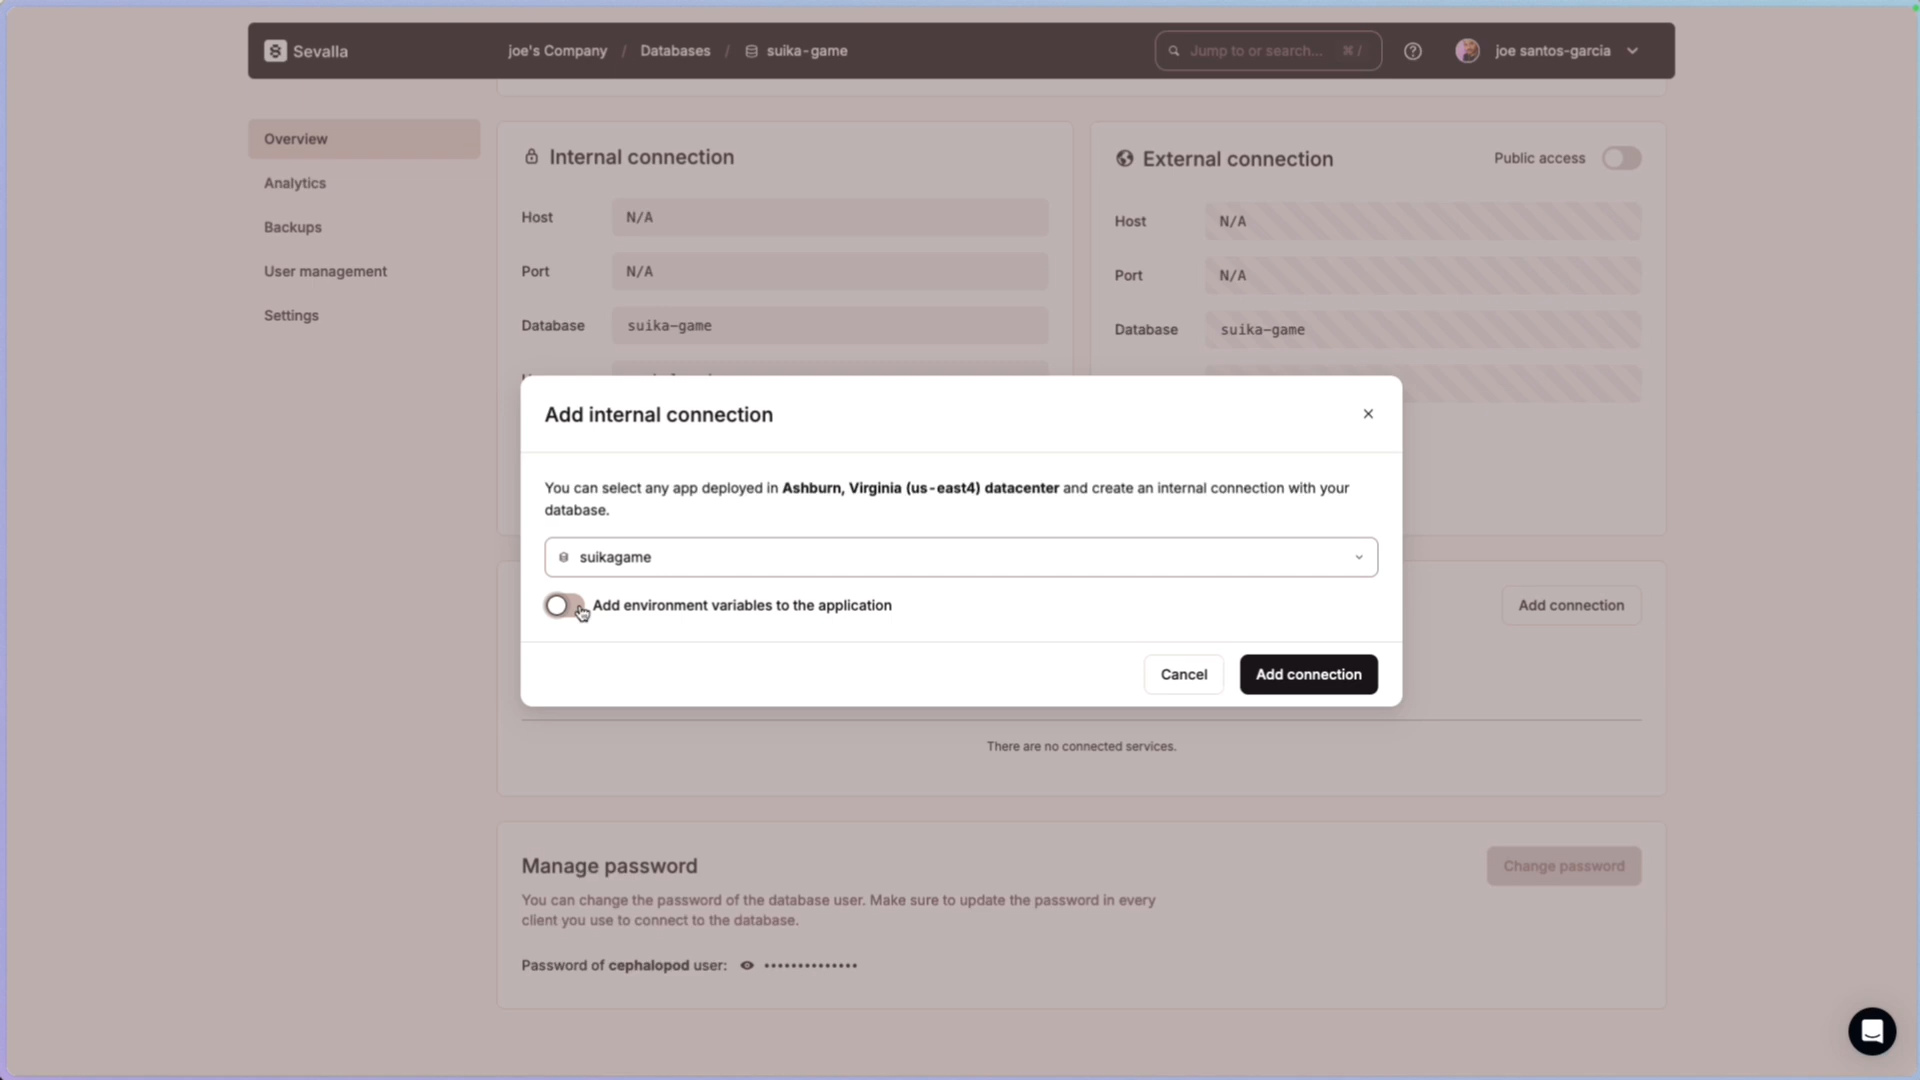 Sevalla
joe's Company / Databases / suika-game
Jump to or search... ⌘ /
joe santos-garcia
Overview
Analytics
Backups
User management
Settings
Internal connection
Host N/A
Port N/A
Database suika-game
External connection
Public access
Host N/A
Port N/A
Database suika-game
Add internal connection
You can select any app deployed in Ashburn, Virginia (us-east4) datacenter and create an internal connection with your
database.
suikagame
Add environment variables to the application
Cancel
Add connection
Add connection
There are no connected services.
Manage password
Change password
You can change the password of the database user. Make sure to update the password in every
client you use to connect to the database.
Password of cephalopod user: ••••••••••••••